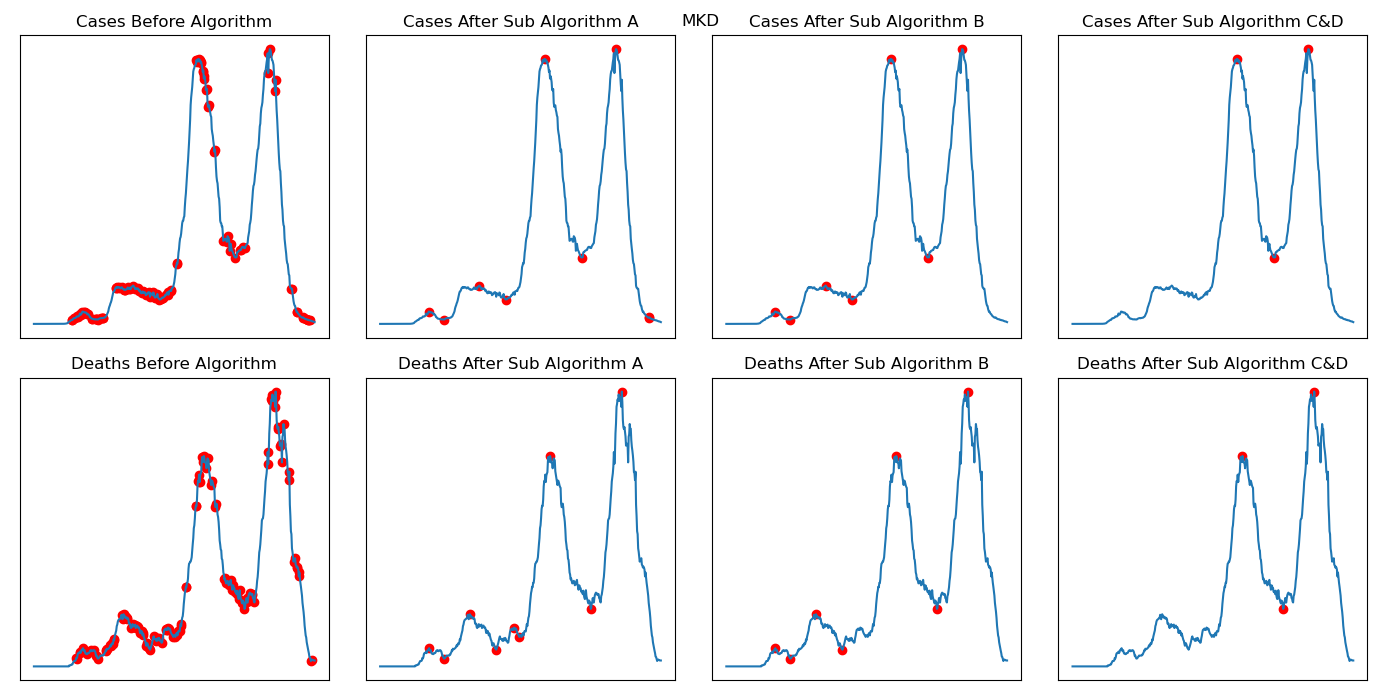 MKD
Cases Before Algorithm
Cases After Sub Algorithm A
Cases After Sub Algorithm B
Cases After Sub Algorithm C&D
Deaths Before Algorithm
Deaths After Sub Algorithm A
Deaths After Sub Algorithm B
Deaths After Sub Algorithm C&D